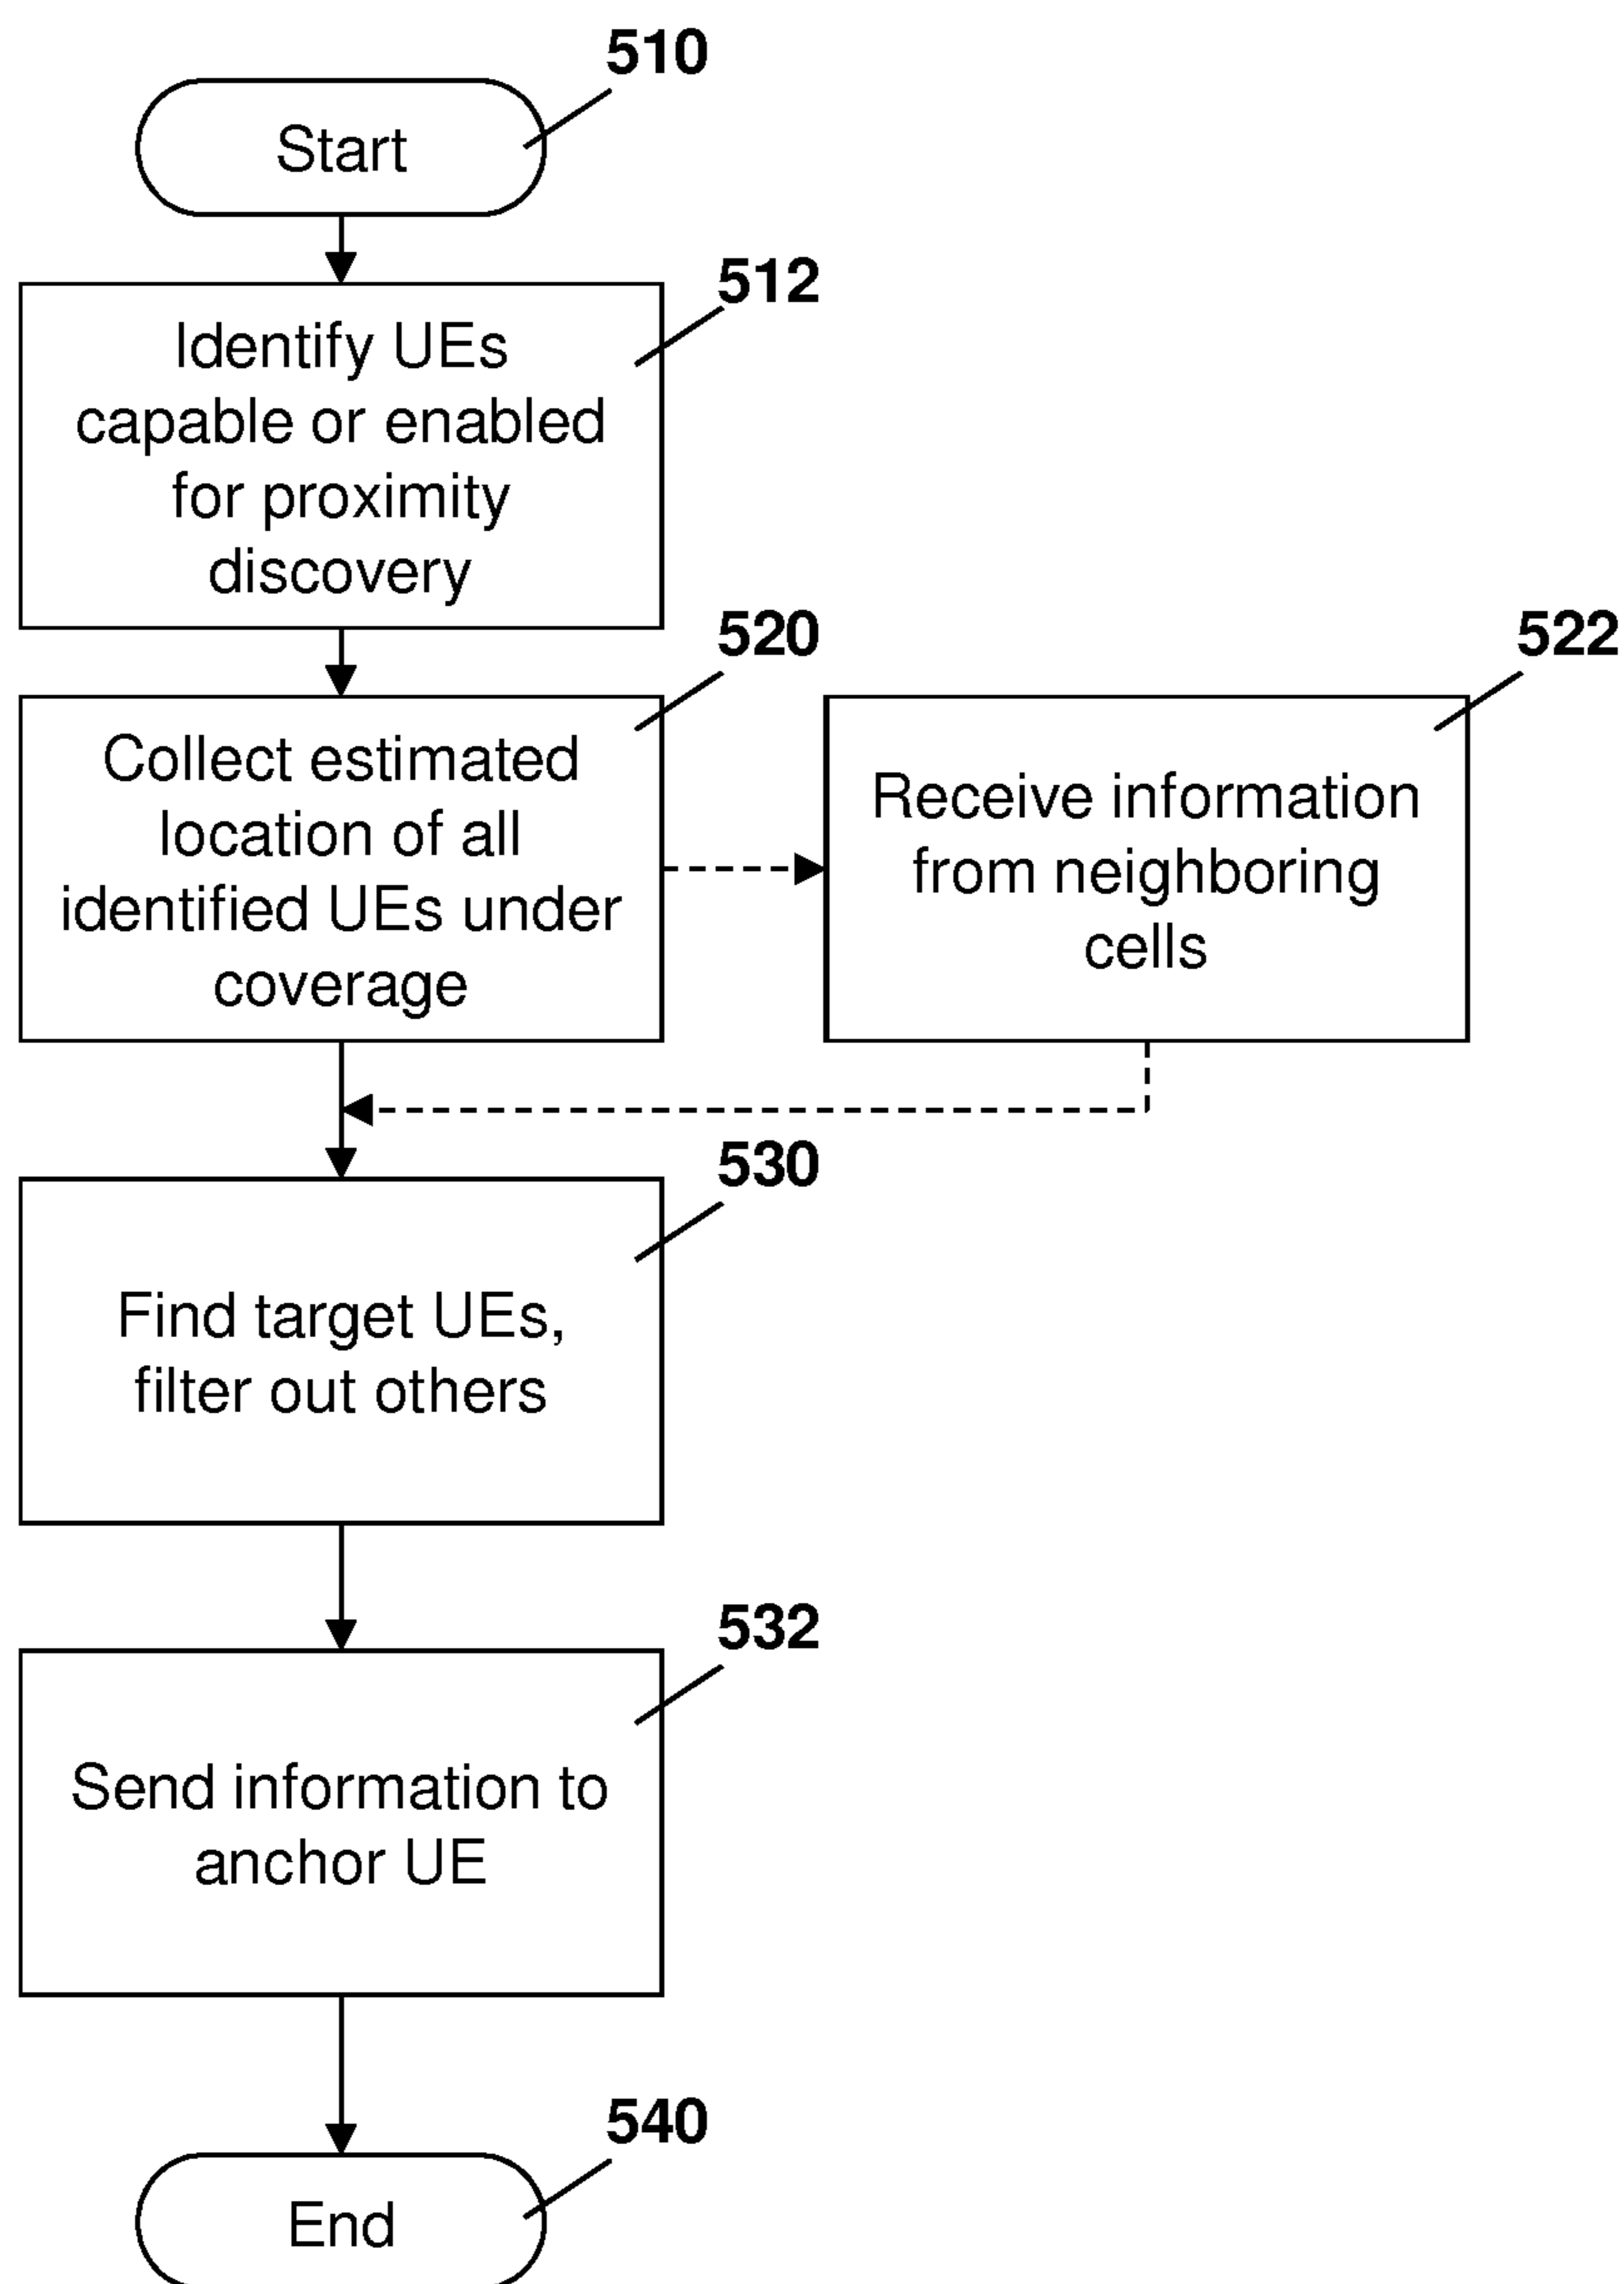 510
Start
512
Identify UEs
capable or enabled
for proximity
discovery
520
Collect estimated
location of all
identified UEs under
coverage
522
Receive information
from neighboring
cells
530
Find target UEs,
filter out others
532
Send information to
anchor UE
540
End